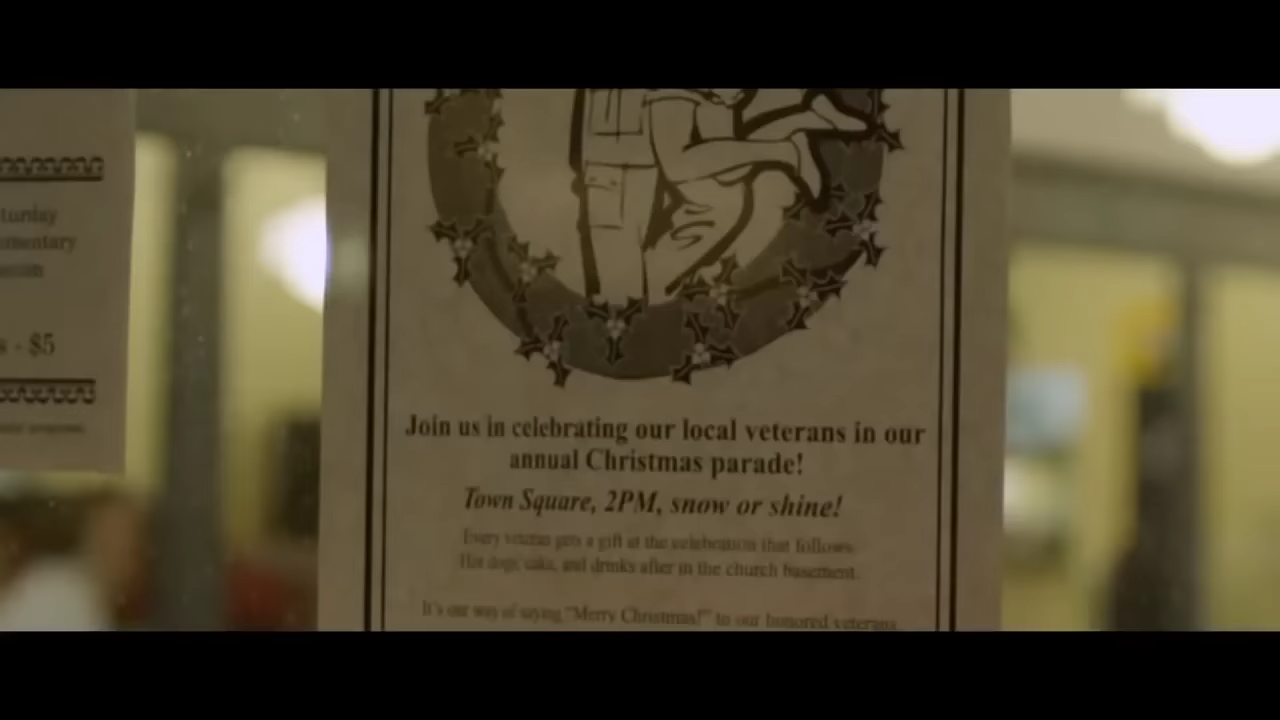 turday
- $5
Join us in celebrating our local veterans in our
annual Christmas parade!
Town Square, 2PM, snow or shine!
Every veteran gets a gift at the celebration that follows.
Hot dogs, cake, and drinks after in the church basement.
It's our way of saying "Merry Christmas!" to our honored veterans.